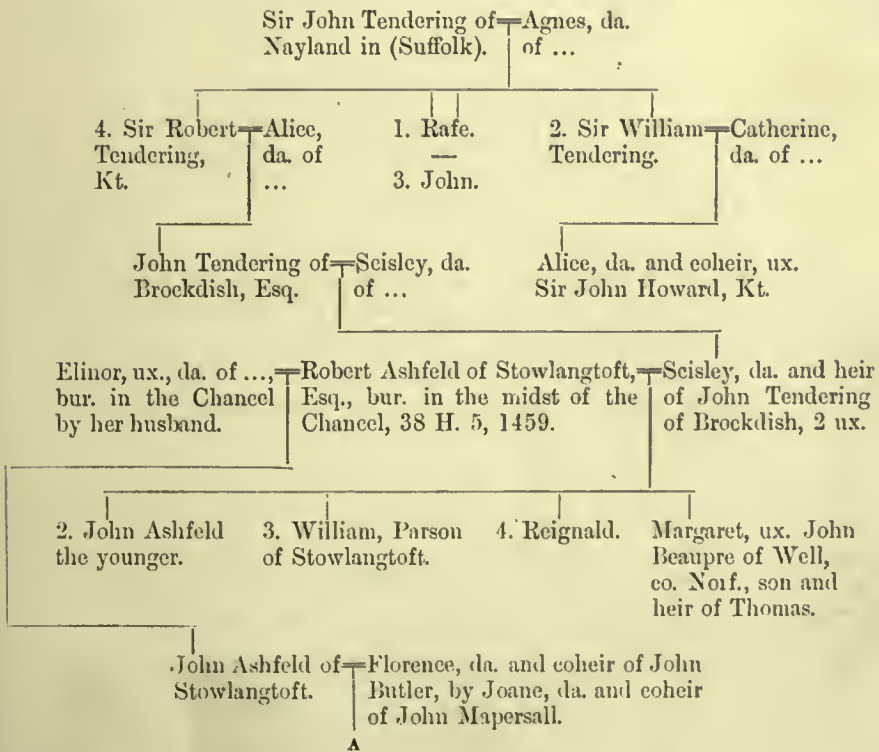 Sir John Tendering of Agnes, da.
Nayland in (Suffolk). of ...
4. Sir Robert Alice, 1. Rafe. 2. Sir William Catherine,
Tendering, da. of — Tendering. da. of ...
Kt. ... 3. John.
John Tendering of Scisley, da. Alice, da. and coheir, ux.
Brockdish, Esq. of ... Sir John Howard, Kt.
Elinor, ux., da. of ..., Robert Ashfeld of Stowlangtoft, Scisley, da. and heir
bur. in the Chancel Esq., bur. in the midst of the of John Tendering
by her husband. Chancel, 38 H. 5, 1459. of Brockdish, 2 ux.
2. John Ashfeld 3. William, Parson 4. Reignald. Margaret, ux. John
the younger. of Stowlangtoft. Beaupre of Well,
co. Norf., son and
heir of Thomas.
John Ashfeld of Florence, da. and coheir of John
Stowlangtoft. Butler, by Joane, da. and coheir
of John Mapersall.
A